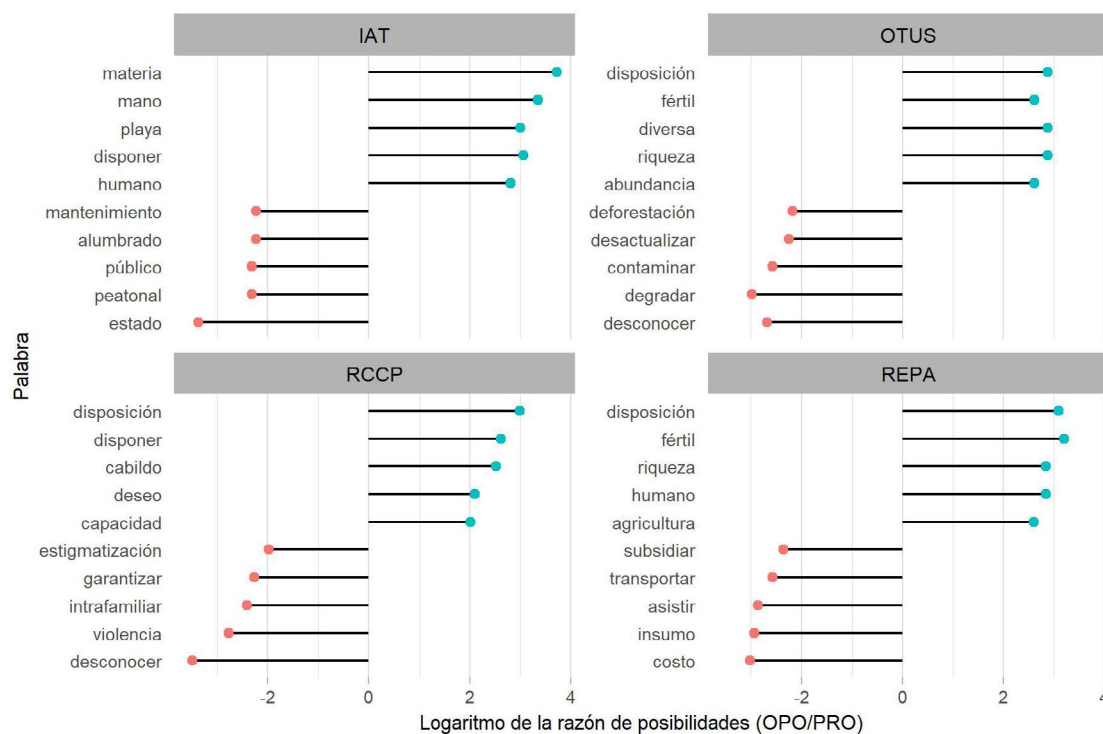 IAT
materia
mano
playa
disponer
humano
mantenimiento
alumbrado
público
peatonal
estado
OTUS
disposición
fértil
diversa
riqueza
abundancia
deforestación
desactualizar
contaminar
degradar
desconocer
Palabra
RCCP
disposición
disponer
cabildo
deseo
capacidad
estigmatización
garantizar
intrafamiliar
violencia
desconocer
-2 0 2 4
REPA
disposición
fértil
riqueza
humano
agricultura
subsidiar
transportar
asistir
insumo
costo
-2 0 2 4
Logaritmo de la razón de posibilidades (OPO/PRO)